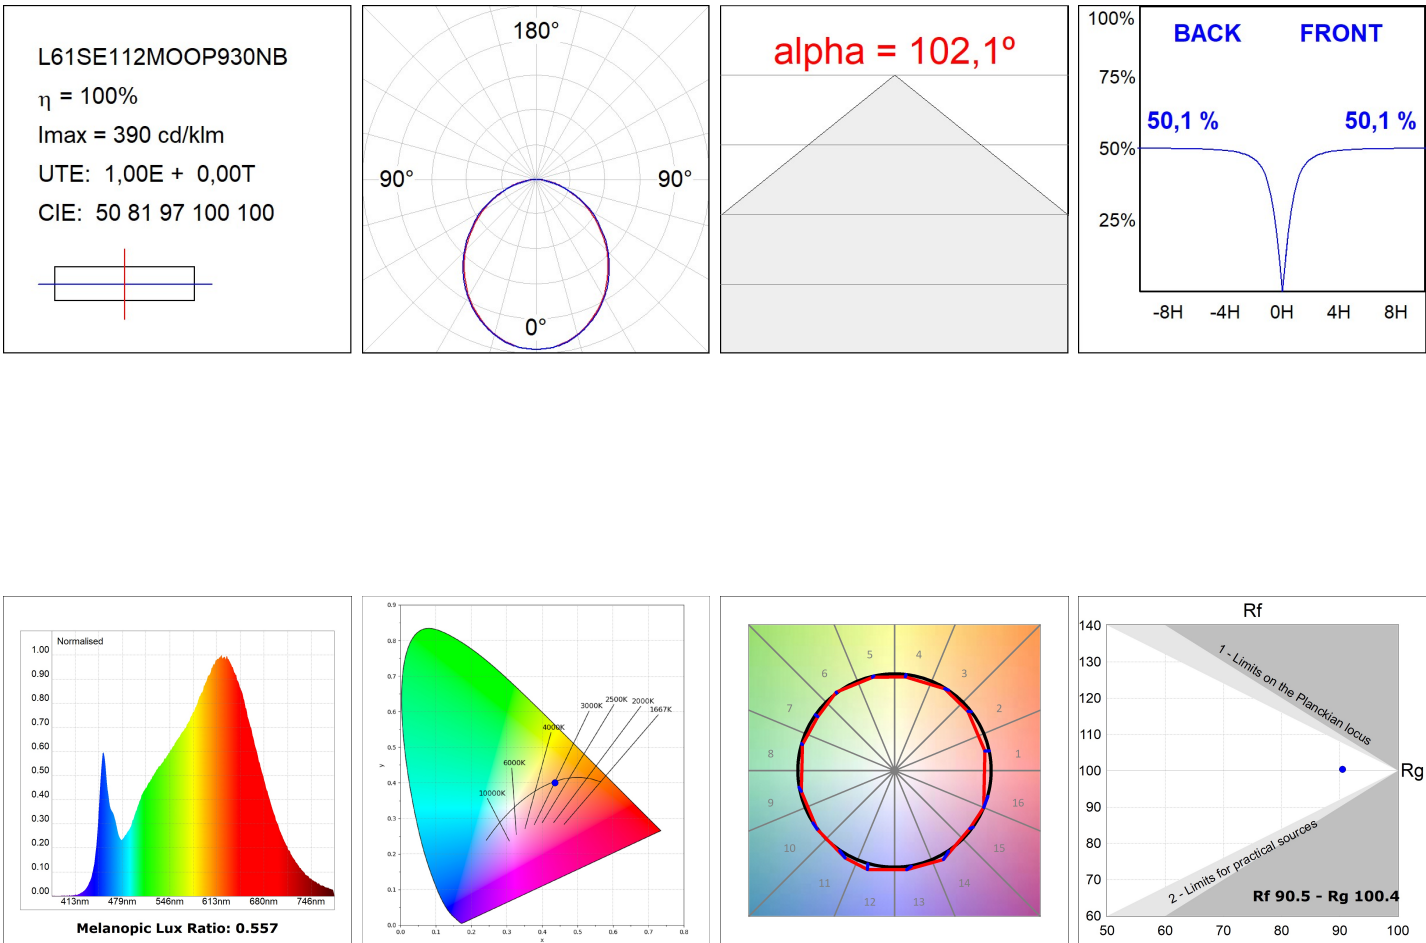 L61SE112MOOP930NB
η = 100%
Imax = 390 cd/klm
UTE: 1,00E + 0,00T
CIE: 50 81 97 100 100
180°
90°
90°
0°
alpha = 102,1º
100%
BACK FRONT
75%
50,1 % 50,1 %
50%
25%
-8H -4H 0H 4H 8H
Normalised
1.00
0.90
0.80
0.70
0.60
0.50
0.40
0.30
0.20
0.10
0.00
413nm 479nm 546nm 613nm 680nm 746nm
Melanopic Lux Ratio: 0.557
0.9
0.8
0.7
0.6
0.5
0.4
0.3
0.2
0.1
0.0
y
0.0 0.1 0.2 0.3 0.4 0.5 0.6 0.7 0.8
x
10000K
6000K
4000K
3000K
2500K
2000K
1667K
1
2
3
4
5
6
7
8
9
10
11
12
13
14
15
16
Rf
140
130
120
110
100
90
80
70
60
Rg
1 - Limits on the Planckian locus
2 - Limits for practical sources
Rf 90.5 - Rg 100.4
50 60 70 80 90 100